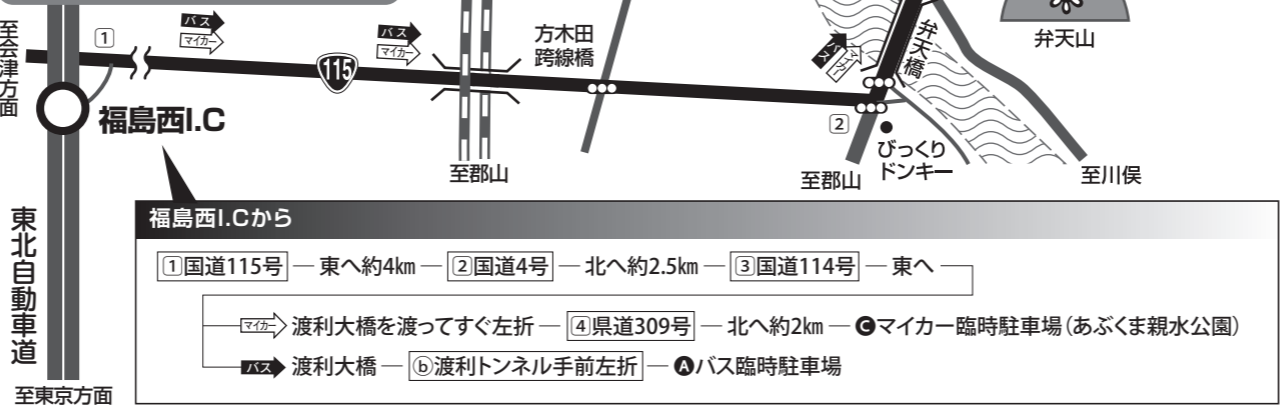 至会津方面
1
バス
マイカー
115
バス
マイカー
方木田
跨線橋
弁天橋
バス
マイカー
弁天山
福島西I.C
2
びっくり
ドンキー
至郡山
至郡山
至川俣
東北自動車道
至東京方面
福島西I.Cから
1国道115号 ― 東へ約4km ― 2国道4号 ― 北へ約2.5km ― 3国道114号 ― 東へ
マイカー 渡利大橋を渡ってすぐ左折 ― 4県道309号 ― 北へ約2km ― Cマイカー臨時駐車場(あぶくま親水公園)
バス 渡利大橋 ― ⓑ渡利トンネル手前左折 ― Aバス臨時駐車場